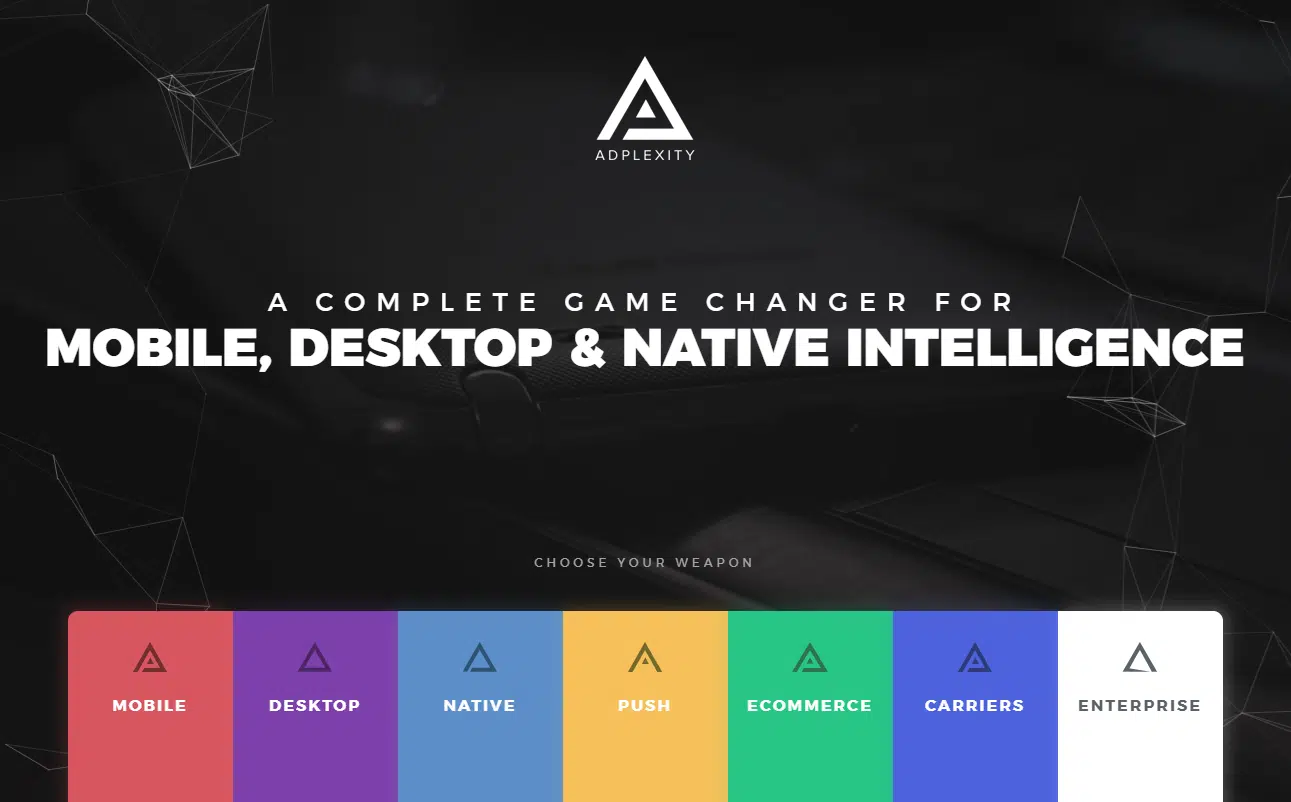 ADPLEXITY
A COMPLETE GAME CHANGER FOR
MOBILE, DESKTOP & NATIVE INTELLIGENCE
CHOOSE YOUR WEAPON
MOBILE
DESKTOP
NATIVE
PUSH
ECOMMERCE
CARRIERS
ENTERPRISE